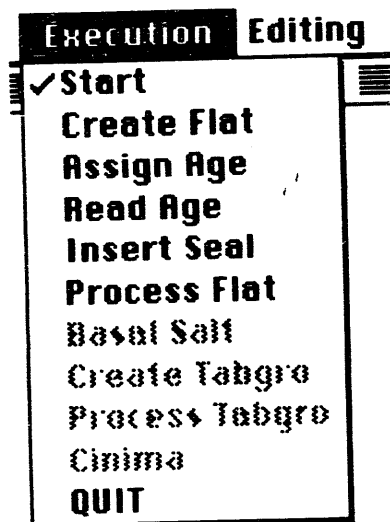 Execution Editing
✓Start
Create Flat
Assign Age
Read Age
Insert Seal
Process Flat
Basal Salt
Create Tabgro
Process Tabgro
Cinima
QUIT